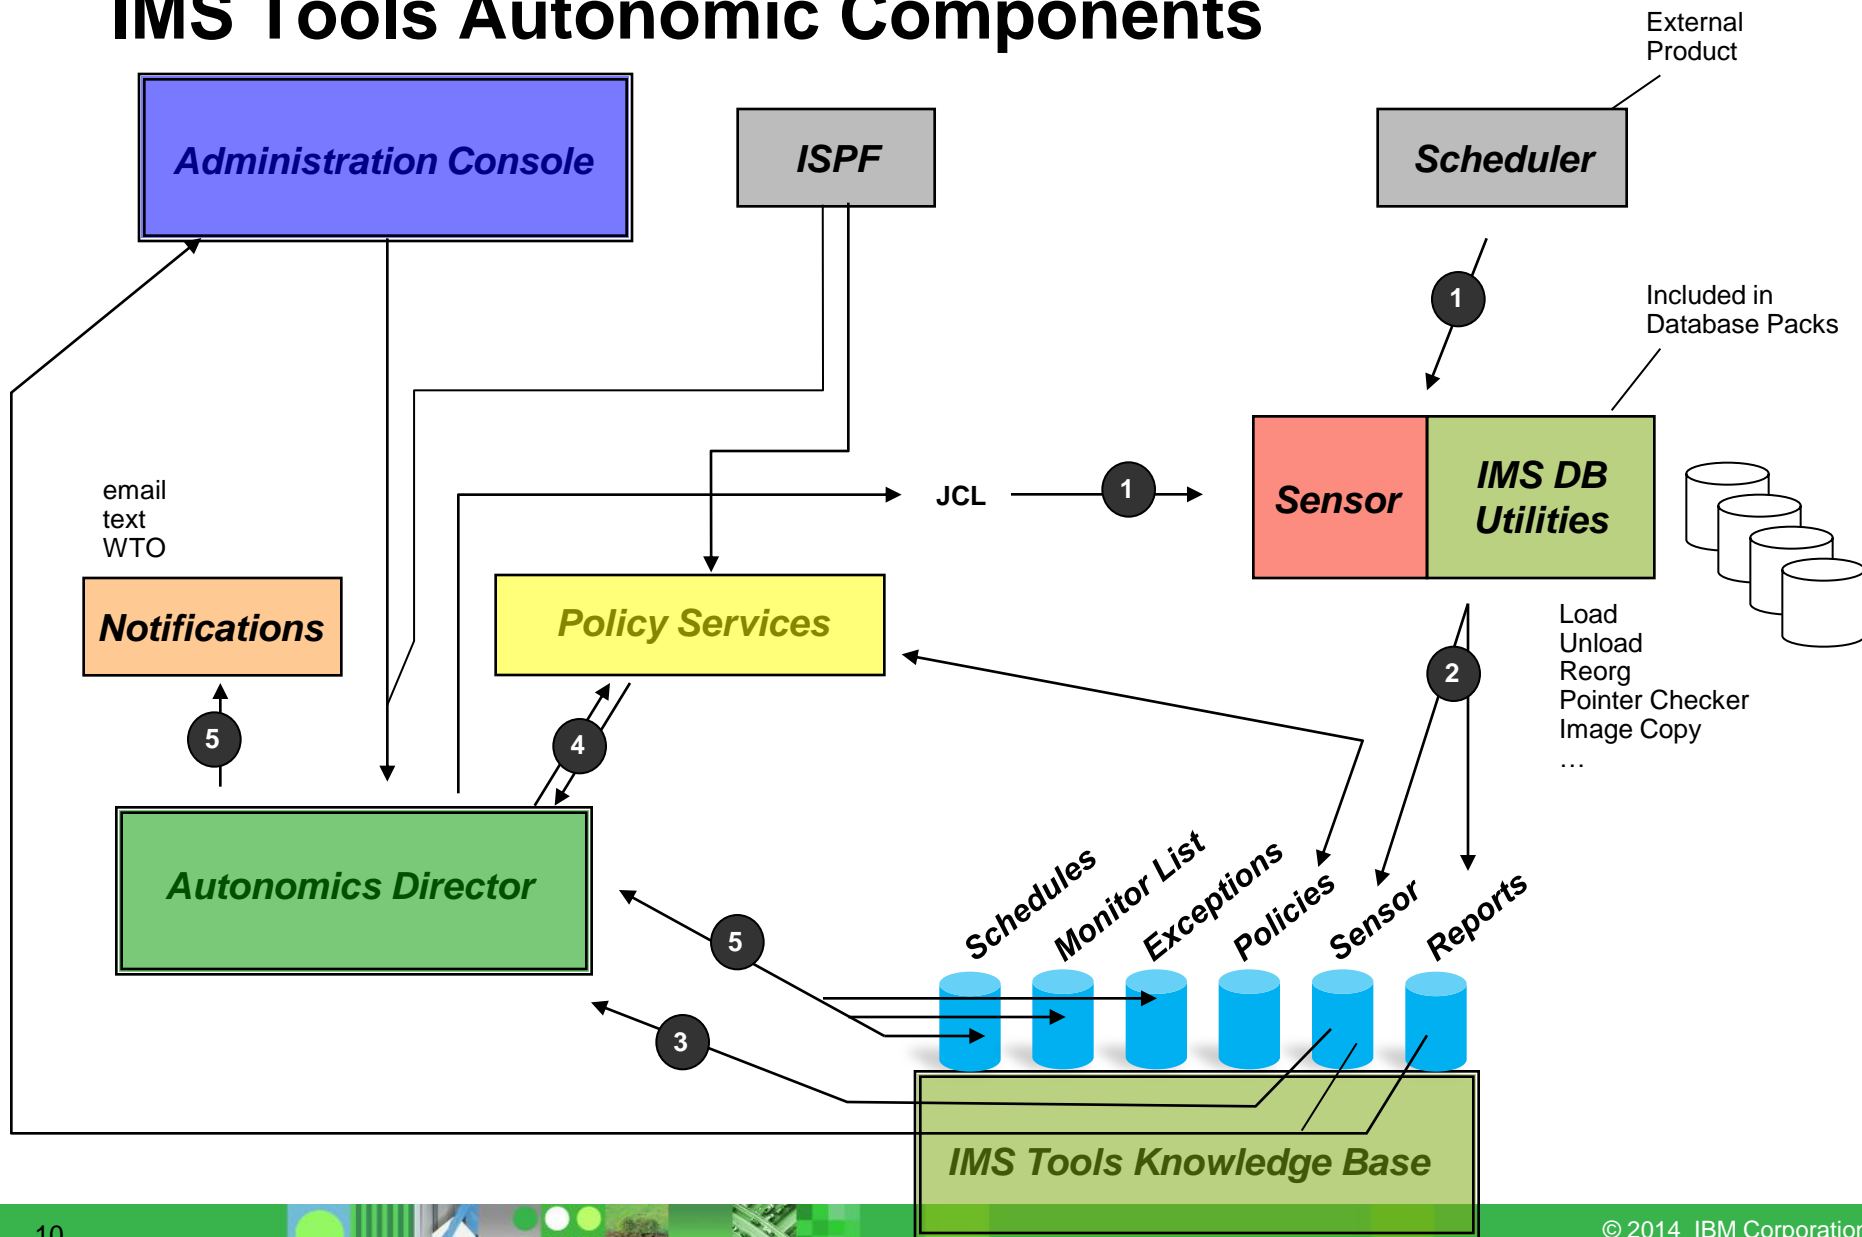 IMS Tools Autonomic Components
External
Product
Administration Console
ISPF
Scheduler
1
Included in
Database Packs
email
text
WTO
JCL
1
Sensor
IMS DB
Utilities
Notifications
Policy Services
Load
Unload
Reorg
Pointer Checker
Image Copy
…
2
5
4
Autonomics Director
Schedules
Monitor List
Exceptions
Policies
Sensor
Reports
5
3
IMS Tools Knowledge Base
10
© 2014 IBM Corporation